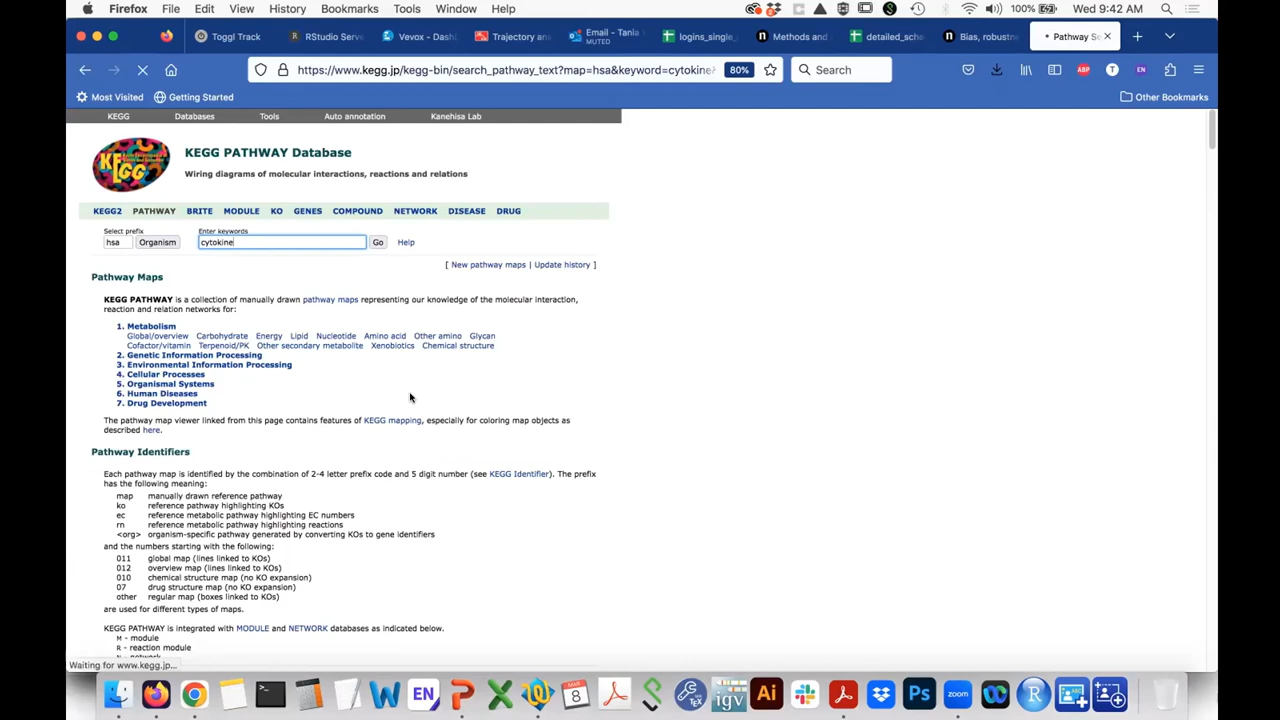 Firefox File Edit View History Bookmarks Tools Window Help 100% Wed 9:42 AM
Toggl Track RStudio Serve Vevox - Dash Trajectory an Email - Tania MUTED logins_single_ Methods and detailed_sche Bias, robustn Pathway Se
https://www.kegg.jp/kegg-bin/search_pathway_text?map=hsa&keyword=cytokine& 80% Search
Most Visited Getting Started Other Bookmarks
KEGG Databases Tools Auto annotation Kanehisa Lab
KEGG
KEGG PATHWAY Database
Wiring diagrams of molecular interactions, reactions and relations
KEGG2 PATHWAY BRITE MODULE KO GENES COMPOUND NETWORK DISEASE DRUG
Select prefix Enter keywords
hsa Organism cytokine Go Help
[ New pathway maps | Update history ]
Pathway Maps
KEGG PATHWAY is a collection of manually drawn pathway maps representing our knowledge of the molecular interaction,
reaction and relation networks for:
1. Metabolism
Global/overview Carbohydrate Energy Lipid Nucleotide Amino acid Other amino Glycan
Cofactor/vitamin Terpenoid/PK Other secondary metabolite Xenobiotics Chemical structure
2. Genetic Information Processing
3. Environmental Information Processing
4. Cellular Processes
5. Organismal Systems
6. Human Diseases
7. Drug Development
The pathway map viewer linked from this page contains features of KEGG mapping, especially for coloring map objects as
described here.
Pathway Identifiers
Each pathway map is identified by the combination of 2-4 letter prefix code and 5 digit number (see KEGG Identifier). The prefix
has the following meaning:
map manually drawn reference pathway
ko reference pathway highlighting KOs
ec reference metabolic pathway highlighting EC numbers
rn reference metabolic pathway highlighting reactions
<org> organism-specific pathway generated by converting KOs to gene identifiers
and the numbers starting with the following:
011 global map (lines linked to KOs)
012 overview map (lines linked to KOs)
010 chemical structure map (no KO expansion)
07 drug structure map (no KO expansion)
other regular map (boxes linked to KOs)
are used for different types of maps.
KEGG PATHWAY is integrated with MODULE and NETWORK databases as indicated below.
M - module
R - reaction module
Waiting for www.kegg.jp...
EN igv Ai Ps zoom R
MAR 8